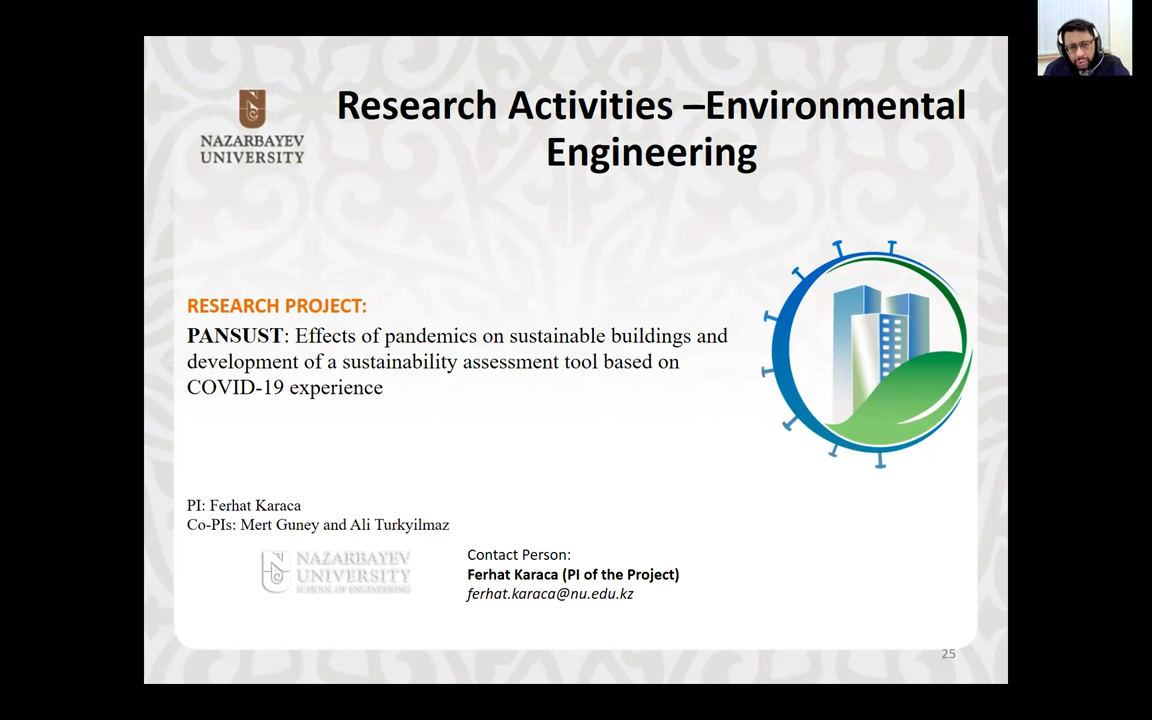 Research Activities –Environmental
Engineering
NAZARBAYEV
UNIVERSITY
RESEARCH PROJECT:
PANSUST: Effects of pandemics on sustainable buildings and
development of a sustainability assessment tool based on
COVID-19 experience
PI: Ferhat Karaca
Co-PIs: Mert Guney and Ali Turkyilmaz
NAZARBAYEV
UNIVERSITY
SCHOOL OF ENGINEERING
Contact Person:
Ferhat Karaca (PI of the Project)
ferhat.karaca@nu.edu.kz
25